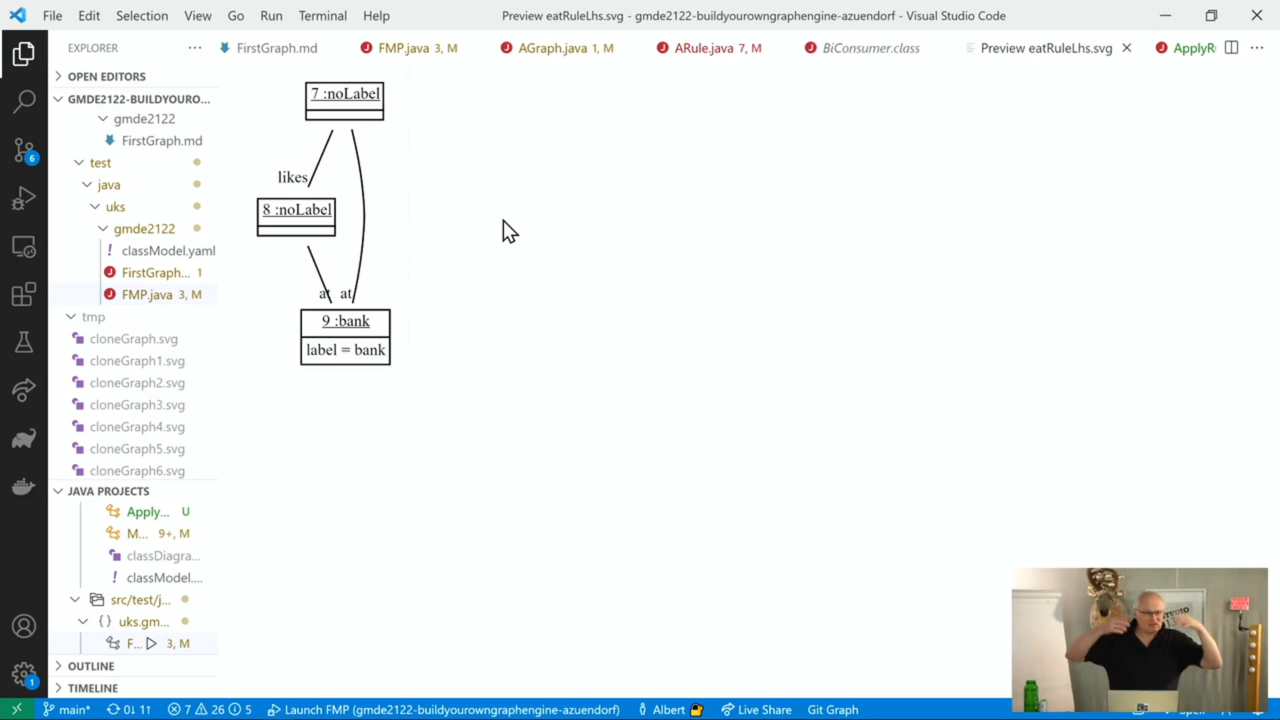 File Edit Selection View Go Run Terminal Help
Preview eatRuleLhs.svg - gmde2122-buildyourowngraphengine-azuendorf - Visual Studio Code
EXPLORER
FirstGraph.md
FMP.java 3, M
AGraph.java 1, M
ARule.java 7, M
BiConsumer.class
Preview eatRuleLhs.svg
ApplyR
OPEN EDITORS
GMDE2122-BUILDYOURO...
gmde2122
FirstGraph.md
test
java
uks
gmde2122
classModel.yaml
FirstGraph... 1
FMP.java 3, M
tmp
cloneGraph.svg
cloneGraph1.svg
cloneGraph2.svg
cloneGraph3.svg
cloneGraph4.svg
cloneGraph5.svg
cloneGraph6.svg
JAVA PROJECTS
Apply... U
M... 9+, M
classDiagra...
classModel....
src/test/j...
{ } uks.gm...
F... 3, M
OUTLINE
TIMELINE
6
1
7 :noLabel
likes
8 :noLabel
at at
9 :bank
label = bank
main* 0↓ 1↑ 7 26 5 Launch FMP (gmde2122-buildyourowngraphengine-azuendorf) Albert Live Share Git Graph
Spell